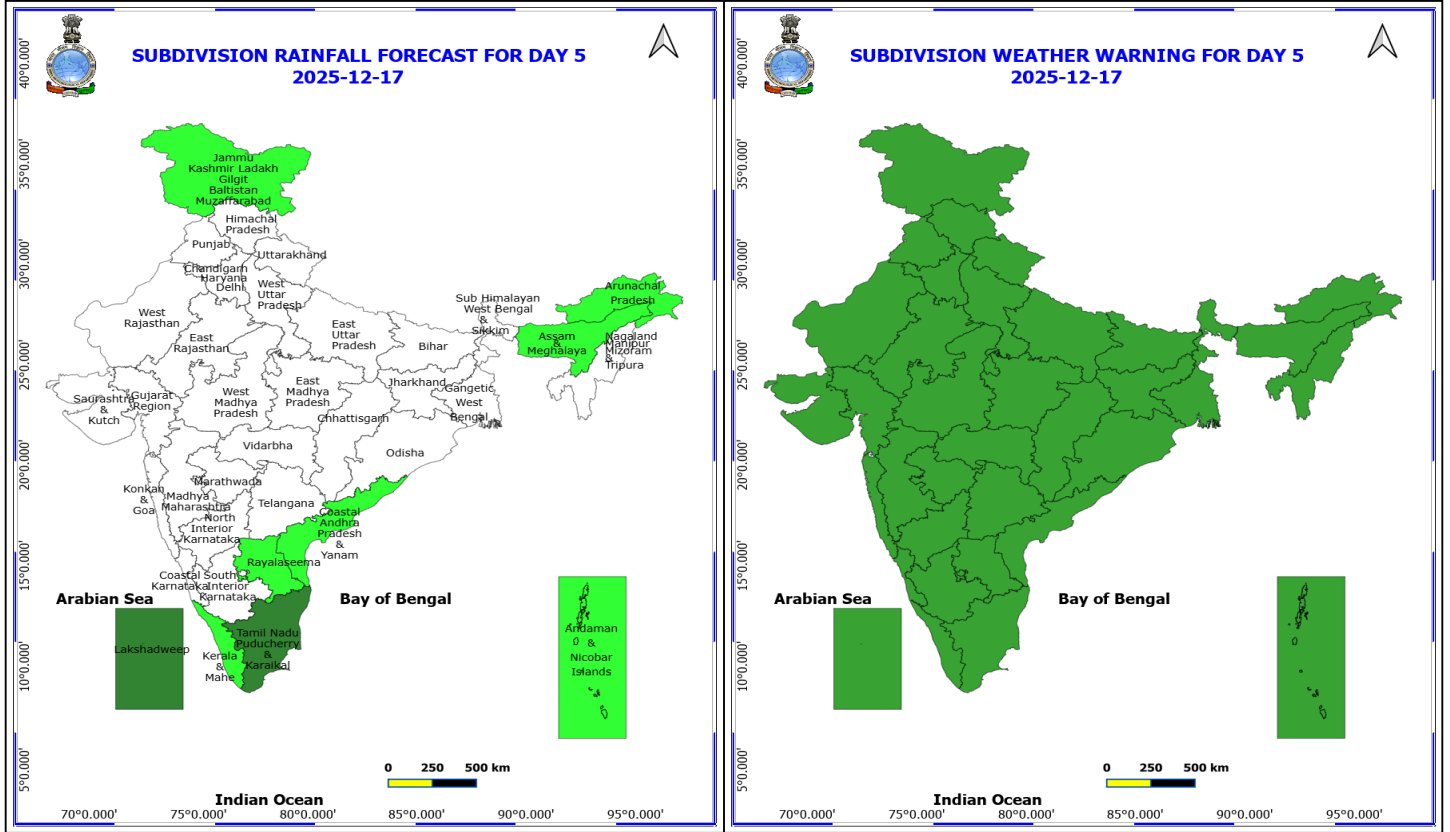 SUBDIVISION RAINFALL FORECAST FOR DAY 5
2025-12-17
40°0.000'
35°0.000'
30°0.000'
25°0.000'
20°0.000'
15°0.000'
10°0.000'
5°0.000'
Jammu
Kashmir Ladakh
Gilgit
Baltistan
Muzaffarabad
Himachal
Pradesh
Punjab
Uttarakhand
Chandigarh
Haryana
Delhi
West
Uttar
Pradesh
West
Rajasthan
East
Rajasthan
East
Uttar
Pradesh
Bihar
Sub Himalayan
West Bengal
&
Sikkim
Arunachal
Pradesh
Assam
&
Meghalaya
Nagaland
Manipur
Mizoram
&
Tripura
Saurashtra
&
Kutch
Gujarat
Region
West
Madhya
Pradesh
East
Madhya
Pradesh
Jharkhand
Gangetic
West
Bengal
Chhattisgarh
Vidarbha
Odisha
Konkan
&
Goa
Madhya
Maharashtra
Marathwada
Telangana
North
Interior
Karnataka
Coastal
Andhra
Pradesh
&
Yanam
Rayalaseema
Coastal
Karnataka
South
Interior
Karnataka
Arabian Sea
Bay of Bengal
Lakshadweep
Kerala
&
Mahe
Tamil Nadu
Puducherry
&
Karaikal
Andaman
&
Nicobar
Islands
0 250 500 km
Indian Ocean
70°0.000' 75°0.000' 80°0.000' 85°0.000' 90°0.000' 95°0.000'
SUBDIVISION WEATHER WARNING FOR DAY 5
2025-12-17
40°0.000'
35°0.000'
30°0.000'
25°0.000'
20°0.000'
15°0.000'
10°0.000'
5°0.000'
Arabian Sea
Bay of Bengal
0 250 500 km
Indian Ocean
70°0.000' 75°0.000' 80°0.000' 85°0.000' 90°0.000' 95°0.000'